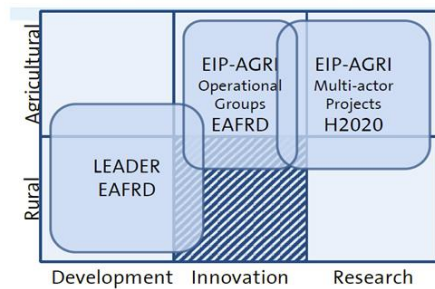 Agricultural
EIP-AGRI
Operational
Groups
EAFRD
EIP-AGRI
Multi-actor
Projects
H2020
Rural
LEADER
EAFRD
Development
Innovation
Research